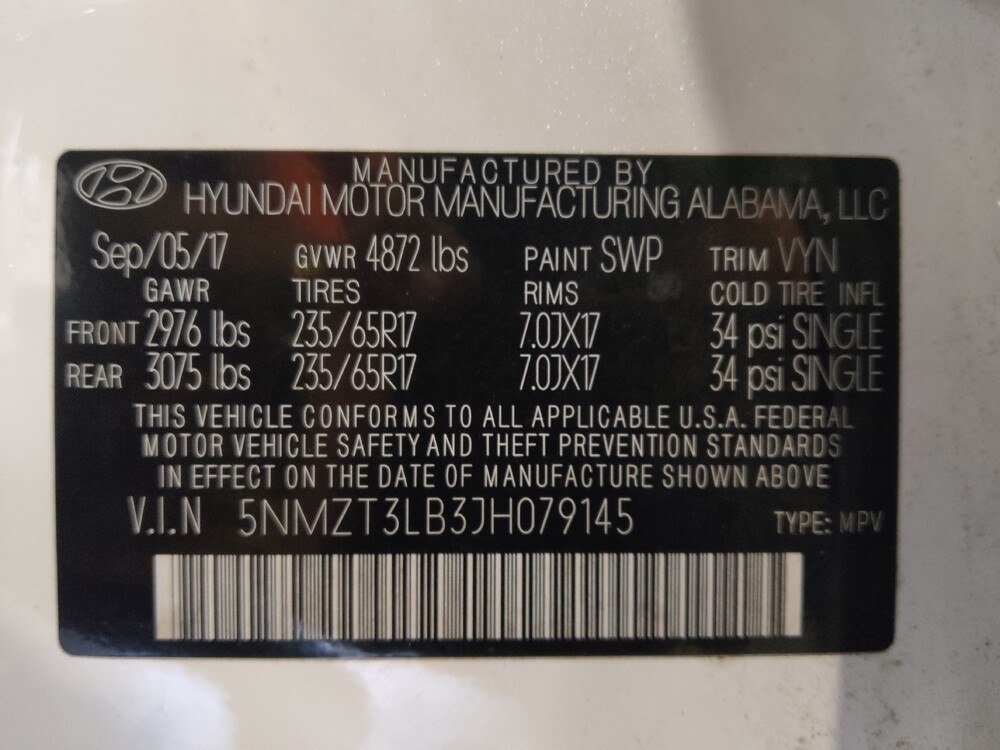 MANUFACTURED BY
HYUNDAI MOTOR MANUFACTURING ALABAMA, LLC
Sep/05/17 GVWR 4872 lbs PAINT SWP TRIM VYN
GAWR TIRES RIMS COLD TIRE INFL
FRONT 2976 lbs 235/65R17 7.0JX17 34 psi SINGLE
REAR 3075 lbs 235/65R17 7.0JX17 34 psi SINGLE
THIS VEHICLE CONFORMS TO ALL APPLICABLE U.S.A. FEDERAL
MOTOR VEHICLE SAFETY AND THEFT PREVENTION STANDARDS
IN EFFECT ON THE DATE OF MANUFACTURE SHOWN ABOVE
V.I.N 5NMZT3LB3JH079145 TYPE: MPV